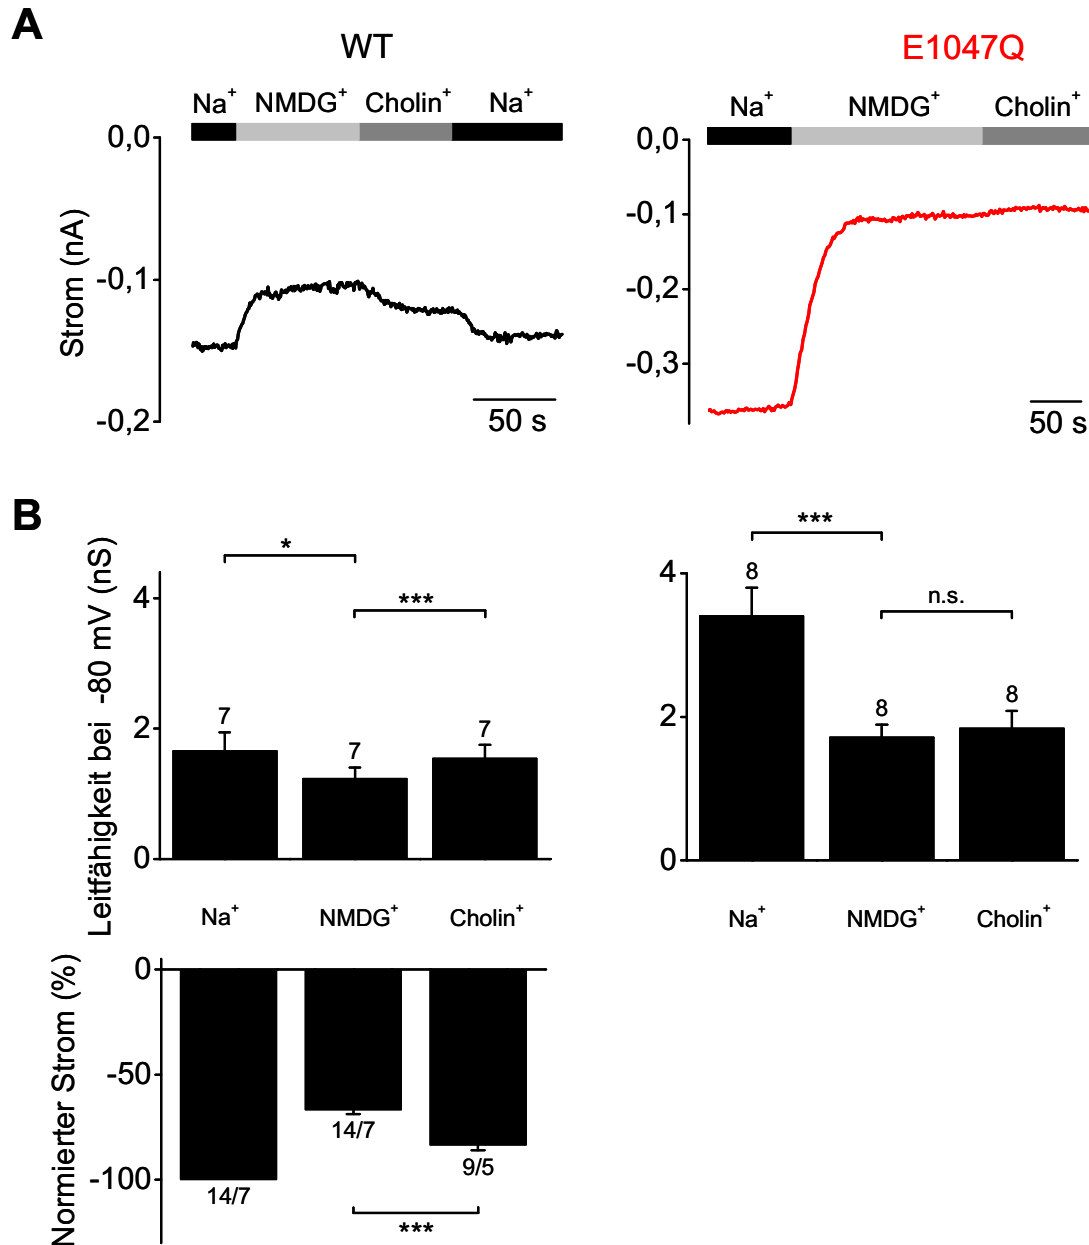 A
WT
E1047Q
Na⁺ NMDG⁺ Cholin⁺ Na⁺
Na⁺ NMDG⁺ Cholin⁺
Strom (nA)
0,0
-0,1
-0,2
50 s
0,0
-0,1
-0,2
-0,3
50 s
B
Leitfähigkeit bei -80 mV (nS)
4
2
0
*
***
7 7 7
Na⁺ NMDG⁺ Cholin⁺
4
2
0
***
n.s.
8 8 8
Na⁺ NMDG⁺ Cholin⁺
Normierter Strom (%)
0
-50
-100
14/7 14/7 9/5
***